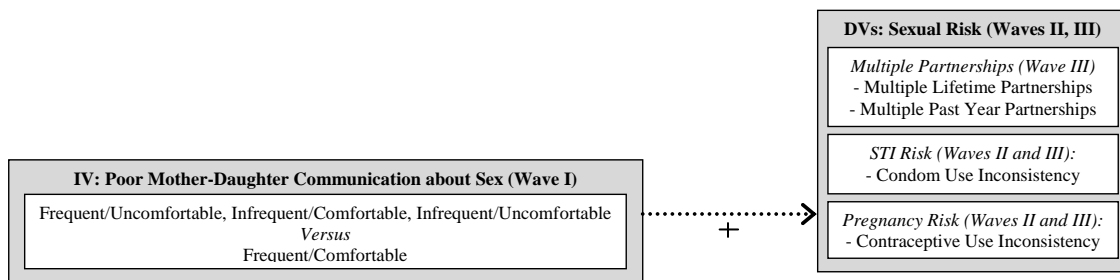 DVs: Sexual Risk (Waves II, III)
Multiple Partnerships (Wave III)
- Multiple Lifetime Partnerships
- Multiple Past Year Partnerships
STI Risk (Waves II and III):
- Condom Use Inconsistency
Pregnancy Risk (Waves II and III):
- Contraceptive Use Inconsistency
IV: Poor Mother-Daughter Communication about Sex (Wave I)
Frequent/Uncomfortable, Infrequent/Comfortable, Infrequent/Uncomfortable
Versus
Frequent/Comfortable
+